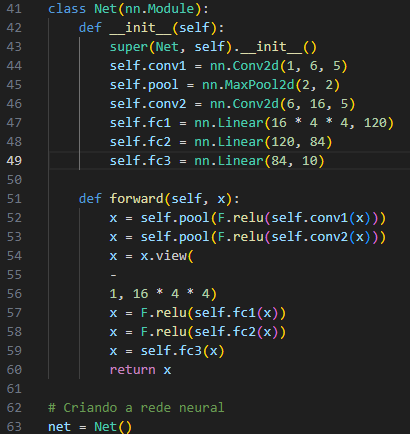 41 class Net(nn.Module):
42     def __init__(self):
43         super(Net, self).__init__()
44         self.conv1 = nn.Conv2d(1, 6, 5)
45         self.pool = nn.MaxPool2d(2, 2)
46         self.conv2 = nn.Conv2d(6, 16, 5)
47         self.fc1 = nn.Linear(16 * 4 * 4, 120)
48         self.fc2 = nn.Linear(120, 84)
49         self.fc3 = nn.Linear(84, 10)
50
51     def forward(self, x):
52         x = self.pool(F.relu(self.conv1(x)))
53         x = self.pool(F.relu(self.conv2(x)))
54         x = x.view(
55         -
56         1, 16 * 4 * 4)
57         x = F.relu(self.fc1(x))
58         x = F.relu(self.fc2(x))
59         x = self.fc3(x)
60         return x
61
62 # Criando a rede neural
63 net = Net()